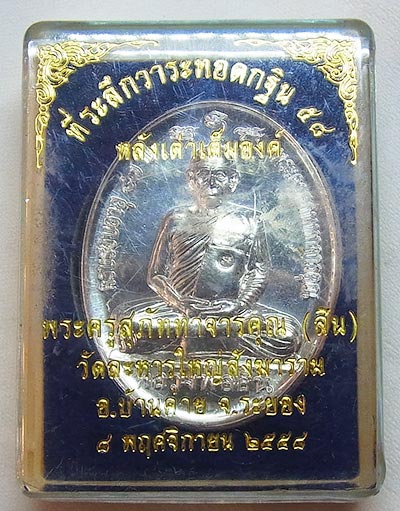 ที่ระลึกวาระทอดกฐิน ๕๘
หลังเต่าเต็มองค์
พระครูสุภัททาจารคุณ (สิน)
วัดละหารใหญ่สังฆาราม
อ.บ้านค่าย จ.ระยอง
๘ พฤศจิกายน ๒๕๕๘